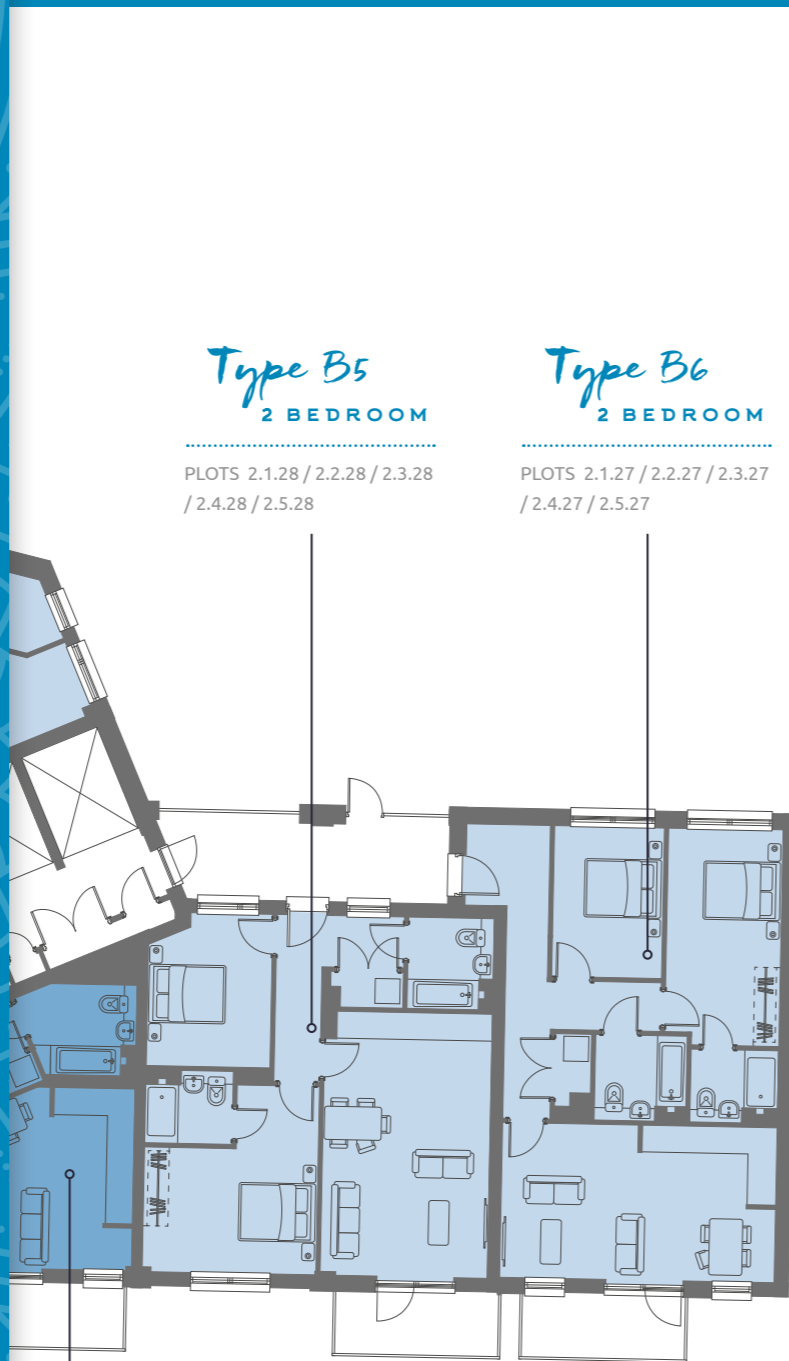 Type B5
2 BEDROOM
PLOTS 2.1.28 / 2.2.28 / 2.3.28
/ 2.4.28 / 2.5.28
Type B6
2 BEDROOM
PLOTS 2.1.27 / 2.2.27 / 2.3.27
/ 2.4.27 / 2.5.27